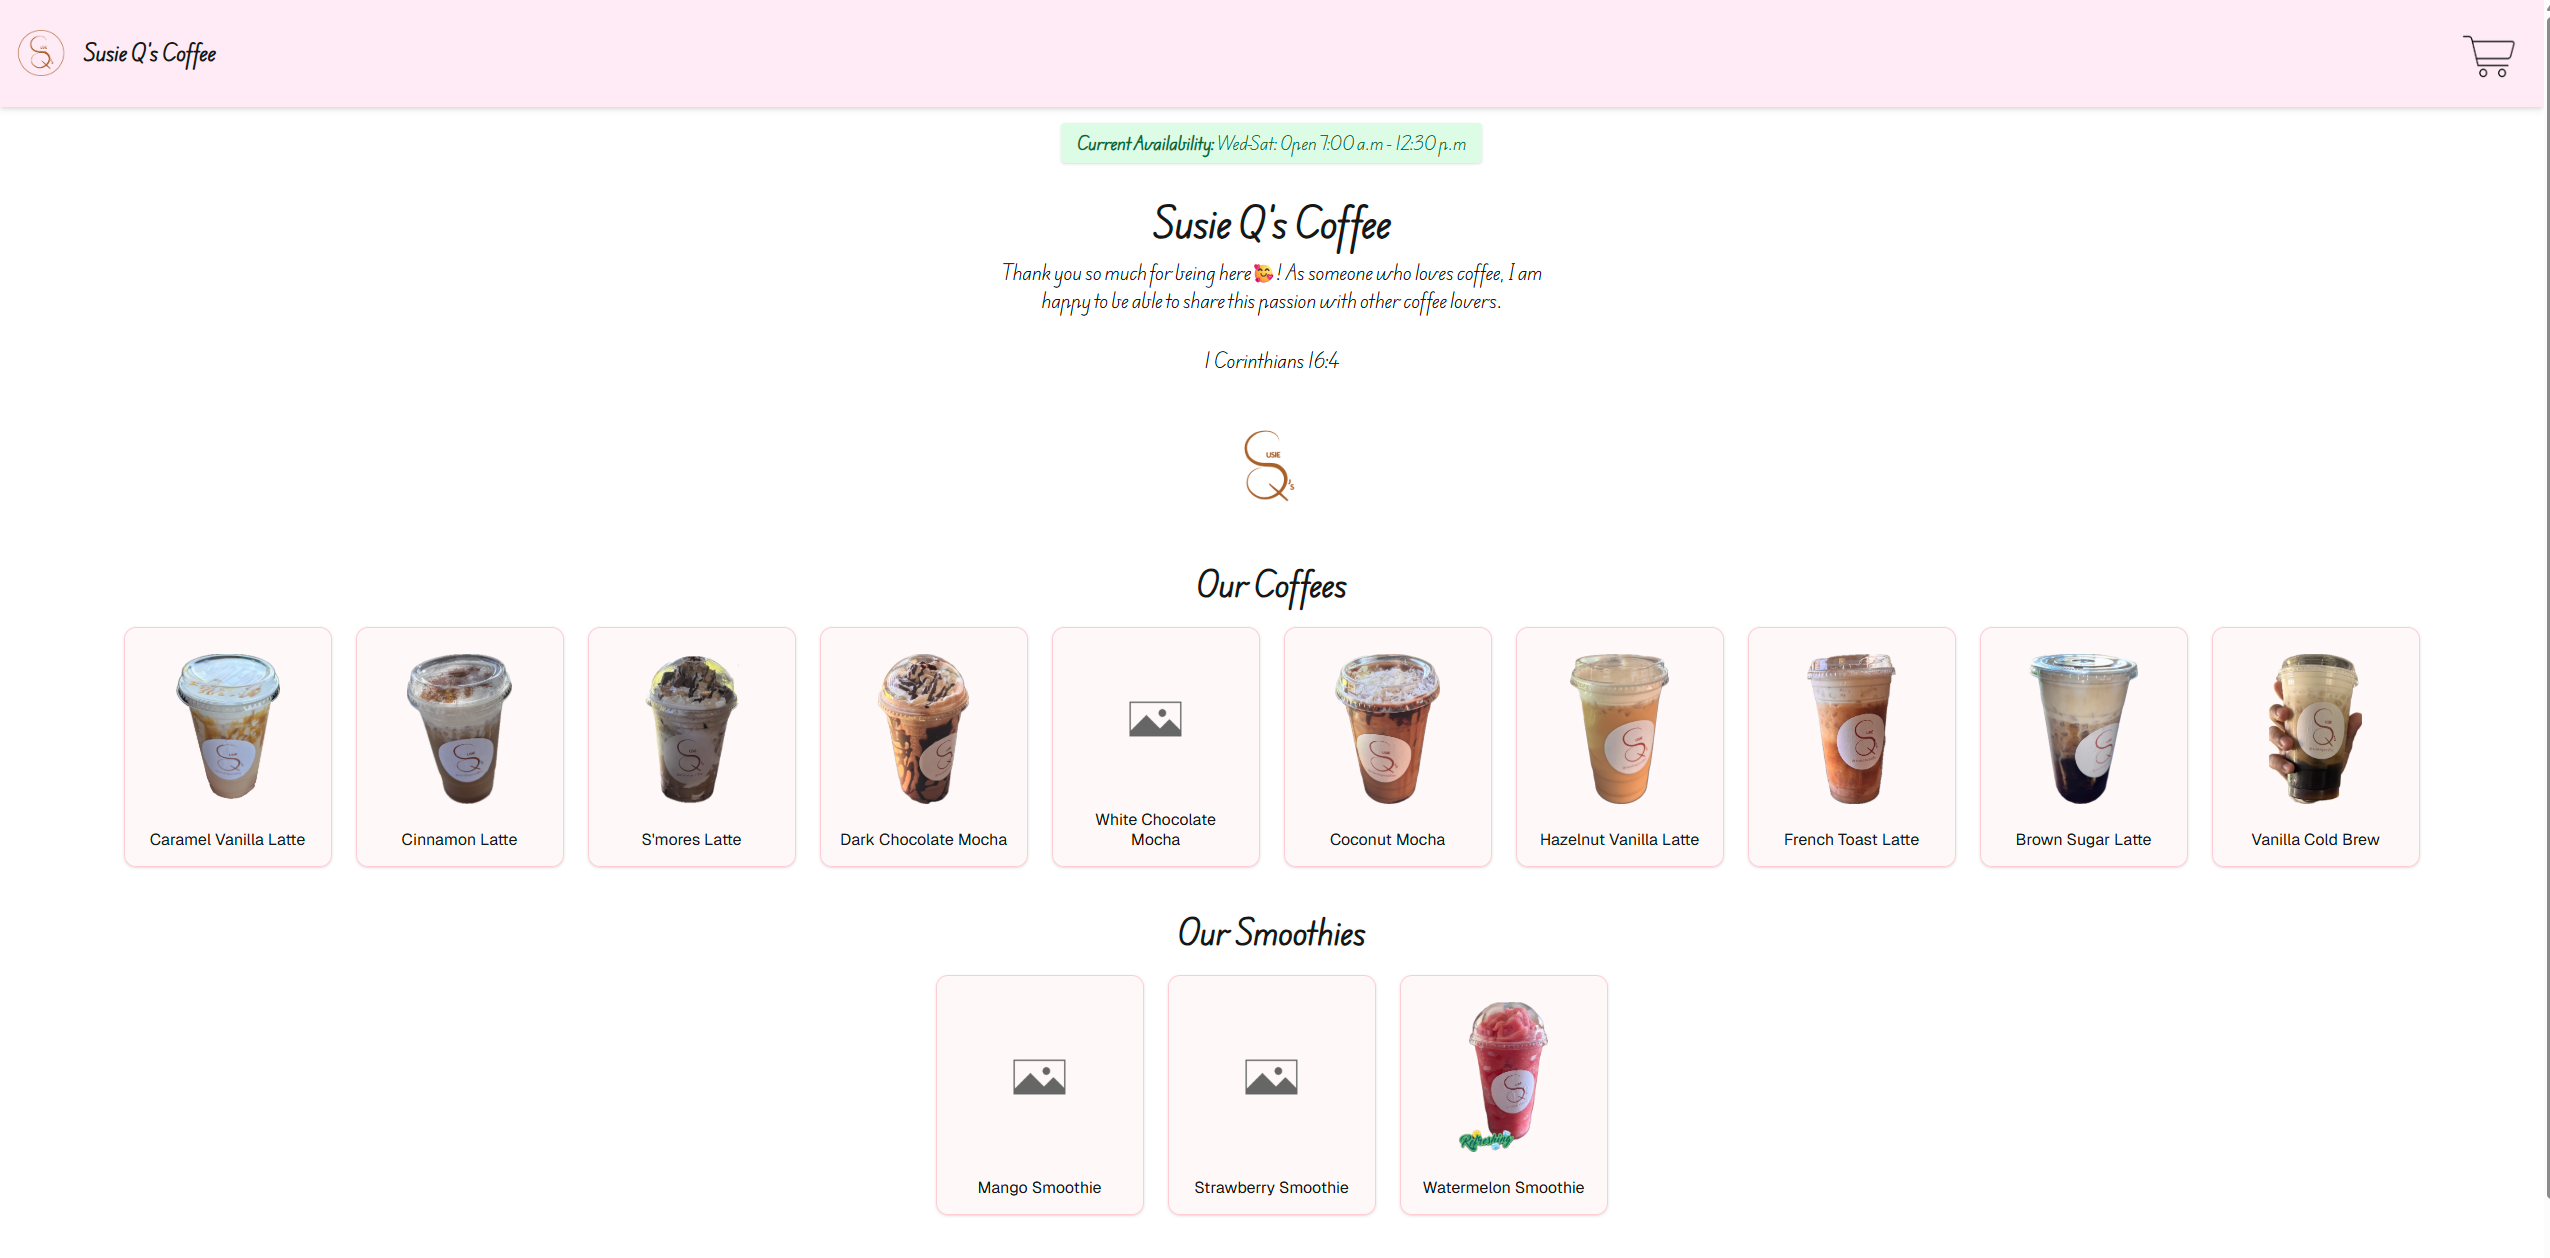 Susie Q's Coffee
Current Availability: Wed-Sat: Open 7:00 a.m - 12:30 p.m
Susie Q's Coffee
Thank you so much for being here 🥰 ! As someone who loves coffee, I am
happy to be able to share this passion with other coffee lovers.
1 Corinthians 16:4
S USIE
Q's
Our Coffees
Caramel Vanilla Latte
Cinnamon Latte
S'mores Latte
Dark Chocolate Mocha
White Chocolate
Mocha
Coconut Mocha
Hazelnut Vanilla Latte
French Toast Latte
Brown Sugar Latte
Vanilla Cold Brew
Our Smoothies
Refreshing
Mango Smoothie
Strawberry Smoothie
Watermelon Smoothie